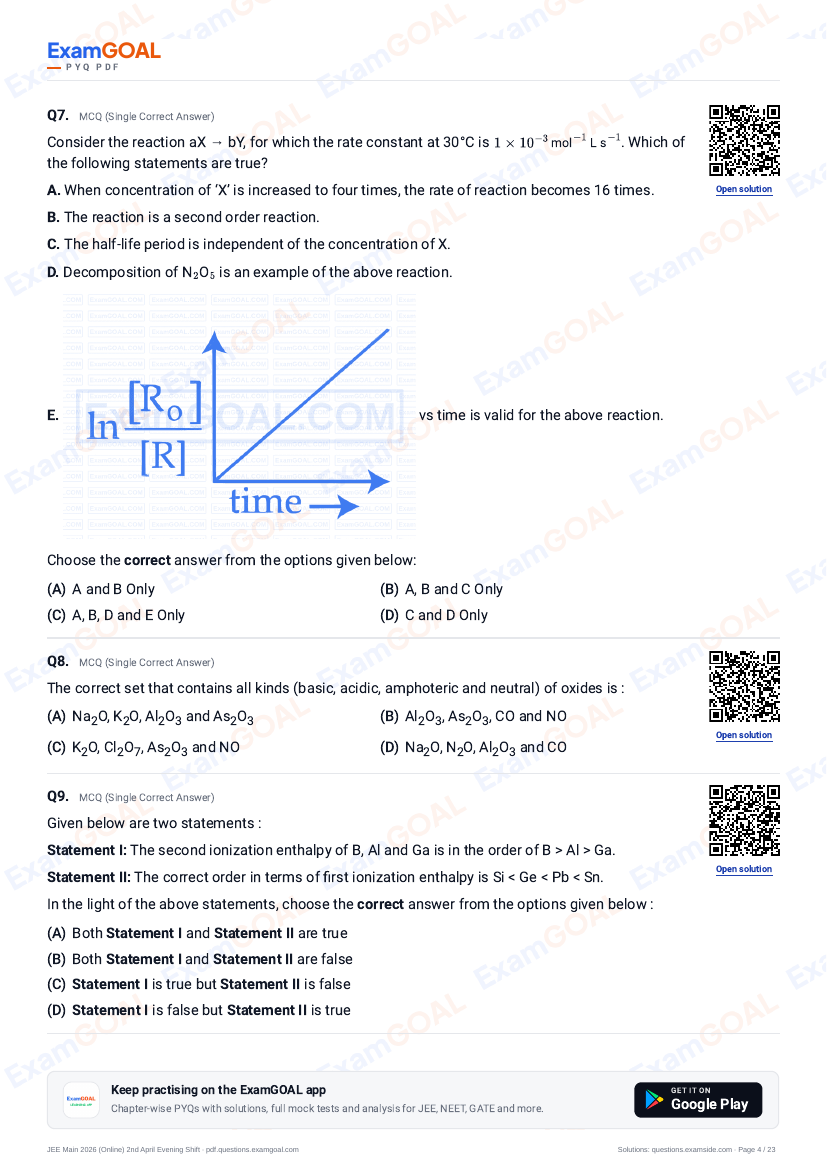 ExamGOAL
PYQ PDF
Q7. MCQ (Single Correct Answer)
Consider the reaction aX → bY, for which the rate constant at 30°C is 1 × 10⁻³ mol⁻¹ L s⁻¹. Which of
the following statements are true?
Open solution
A. When concentration of ‘X’ is increased to four times, the rate of reaction becomes 16 times.
B. The reaction is a second order reaction.
C. The half-life period is independent of the concentration of X.
D. Decomposition of N₂O₅ is an example of the above reaction.
E. ln [R₀]/[R] time → vs time is valid for the above reaction.
ExamGOAL.COM
Choose the correct answer from the options given below:
(A) A and B Only (B) A, B and C Only
(C) A, B, D and E Only (D) C and D Only
Q8. MCQ (Single Correct Answer)
The correct set that contains all kinds (basic, acidic, amphoteric and neutral) of oxides is :
(A) Na₂O, K₂O, Al₂O₃ and As₂O₃ (B) Al₂O₃, As₂O₃, CO and NO
Open solution
(C) K₂O, Cl₂O₇, As₂O₃ and NO (D) Na₂O, N₂O, Al₂O₃ and CO
Q9. MCQ (Single Correct Answer)
Given below are two statements :
Statement I: The second ionization enthalpy of B, Al and Ga is in the order of B > Al > Ga.
Open solution
Statement II: The correct order in terms of first ionization enthalpy is Si < Ge < Pb < Sn.
In the light of the above statements, choose the correct answer from the options given below :
(A) Both Statement I and Statement II are true
(B) Both Statement I and Statement II are false
(C) Statement I is true but Statement II is false
(D) Statement I is false but Statement II is true
ExamGOAL
Keep practising on the ExamGOAL app
Chapter-wise PYQs with solutions, full mock tests and analysis for JEE, NEET, GATE and more.
GET IT ON
Google Play
JEE Main 2026 (Online) 2nd April Evening Shift · pdf.questions.examgoal.com
Solutions: questions.examside.com · Page 4 / 23